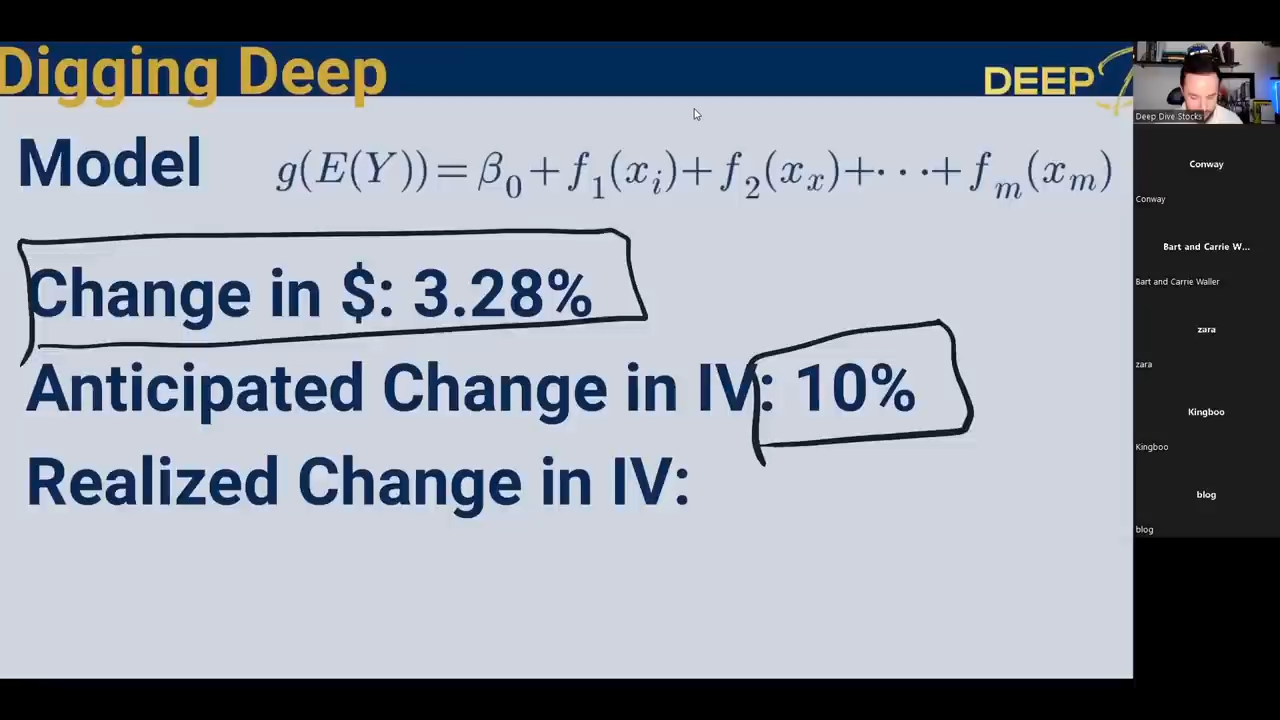 Digging Deep
DEEP
Model
g(E(Y)) = β₀ + f₁(xᵢ) + f₂(xₓ) + · · · + fₘ(xₘ)
Change in $: 3.28%
Anticipated Change in IV: 10%
Realized Change in IV:
Deep Dive Stocks
Conway
Conway
Bart and Carrie W...
Bart and Carrie Waller
zara
zara
Kingboo
Kingboo
blog
blog